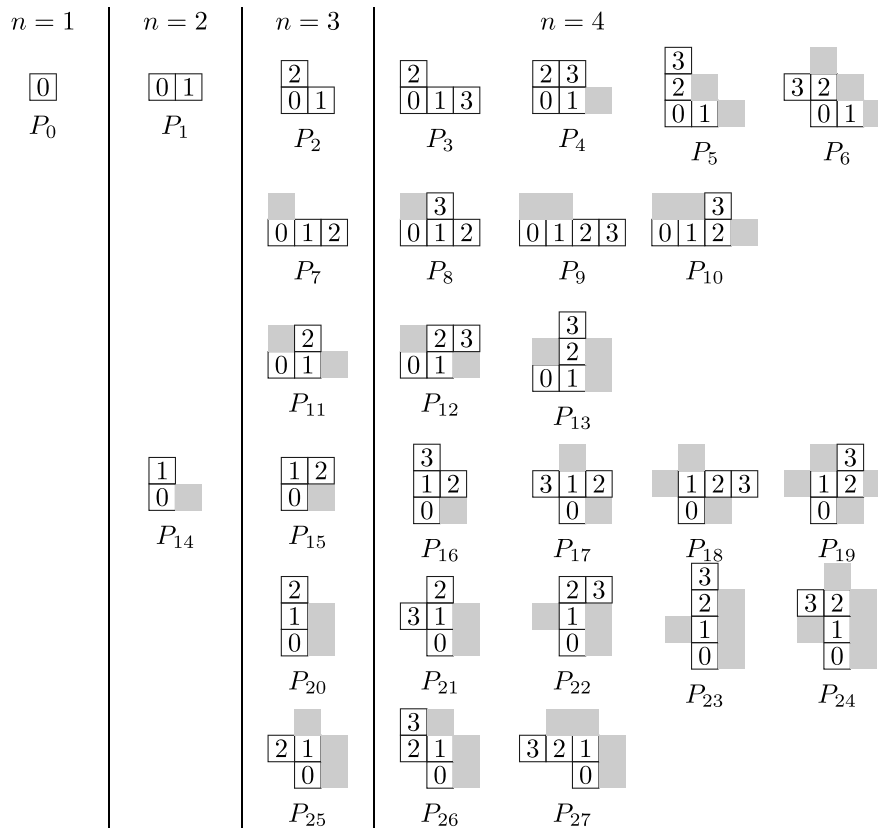 n = 1 n = 2 n = 3 n = 4
3
2 2 2 3 2 3 2
0 0 1 0 1 0 1 3 0 1 0 1 0 1
P0 P1 P2 P3 P4 P5 P6
3 3
0 1 2 0 1 2 0 1 2 3 0 1 2
P7 P8 P9 P10
3
2 2 3 2
0 1 0 1 0 1
P11 P12 P13
3 3
1 1 2 1 2 3 1 2 1 2 3 1 2
0 0 0 0 0 0
P14 P15 P16 P17 P18 P19
3
2 2 2 3 2 3 2
1 3 1 1 1 1
0 0 0 0
P20 P21 P22 P23 P24
3
2 1 2 1 3 2 1
0 0 0
P25 P26 P27